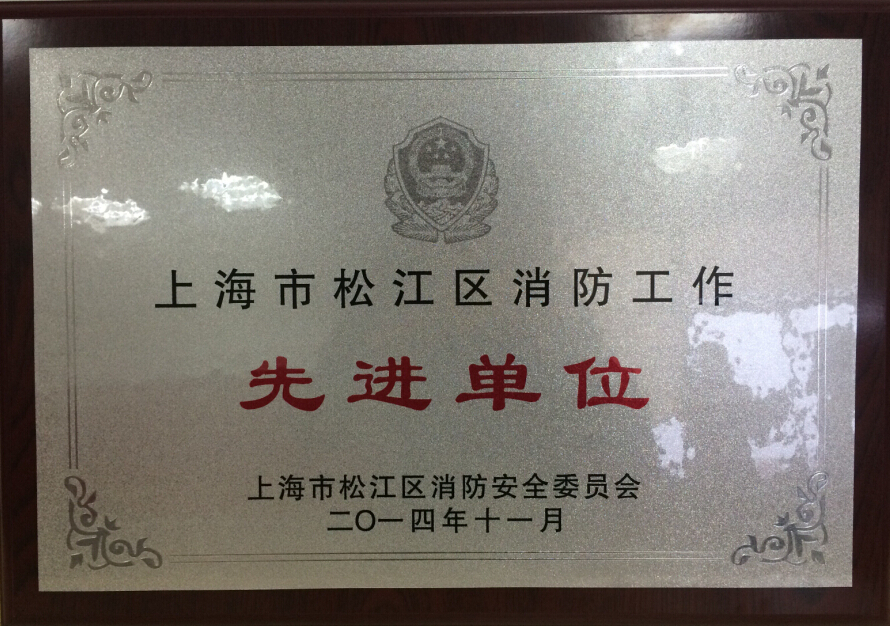 上海市松江区消防工作
先进单位
上海市松江区消防安全委员会
二〇一四年十一月